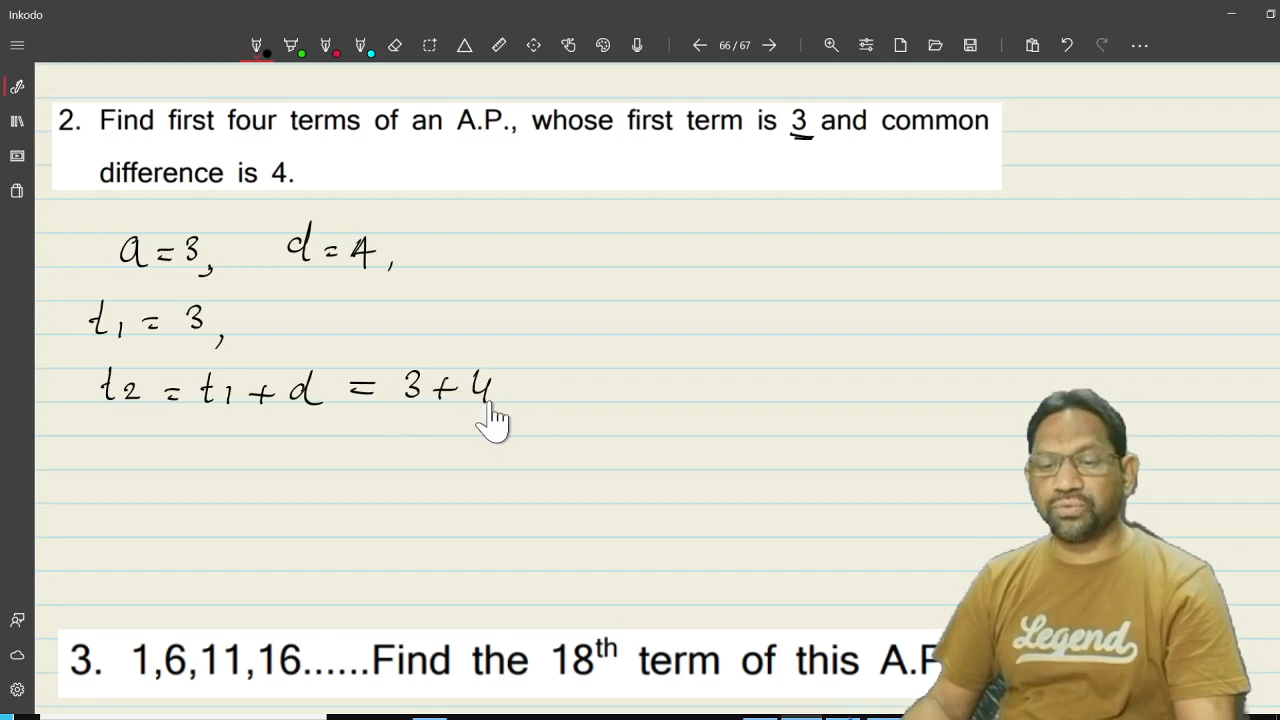 Inkodo
66 / 67
2. Find first four terms of an A.P., whose first term is 3 and common
difference is 4.
a = 3, d = 4,
t1 = 3,
t2 = t1 + d = 3 + 4
3. 1,6,11,16......Find the 18th term of this A.P
Legend